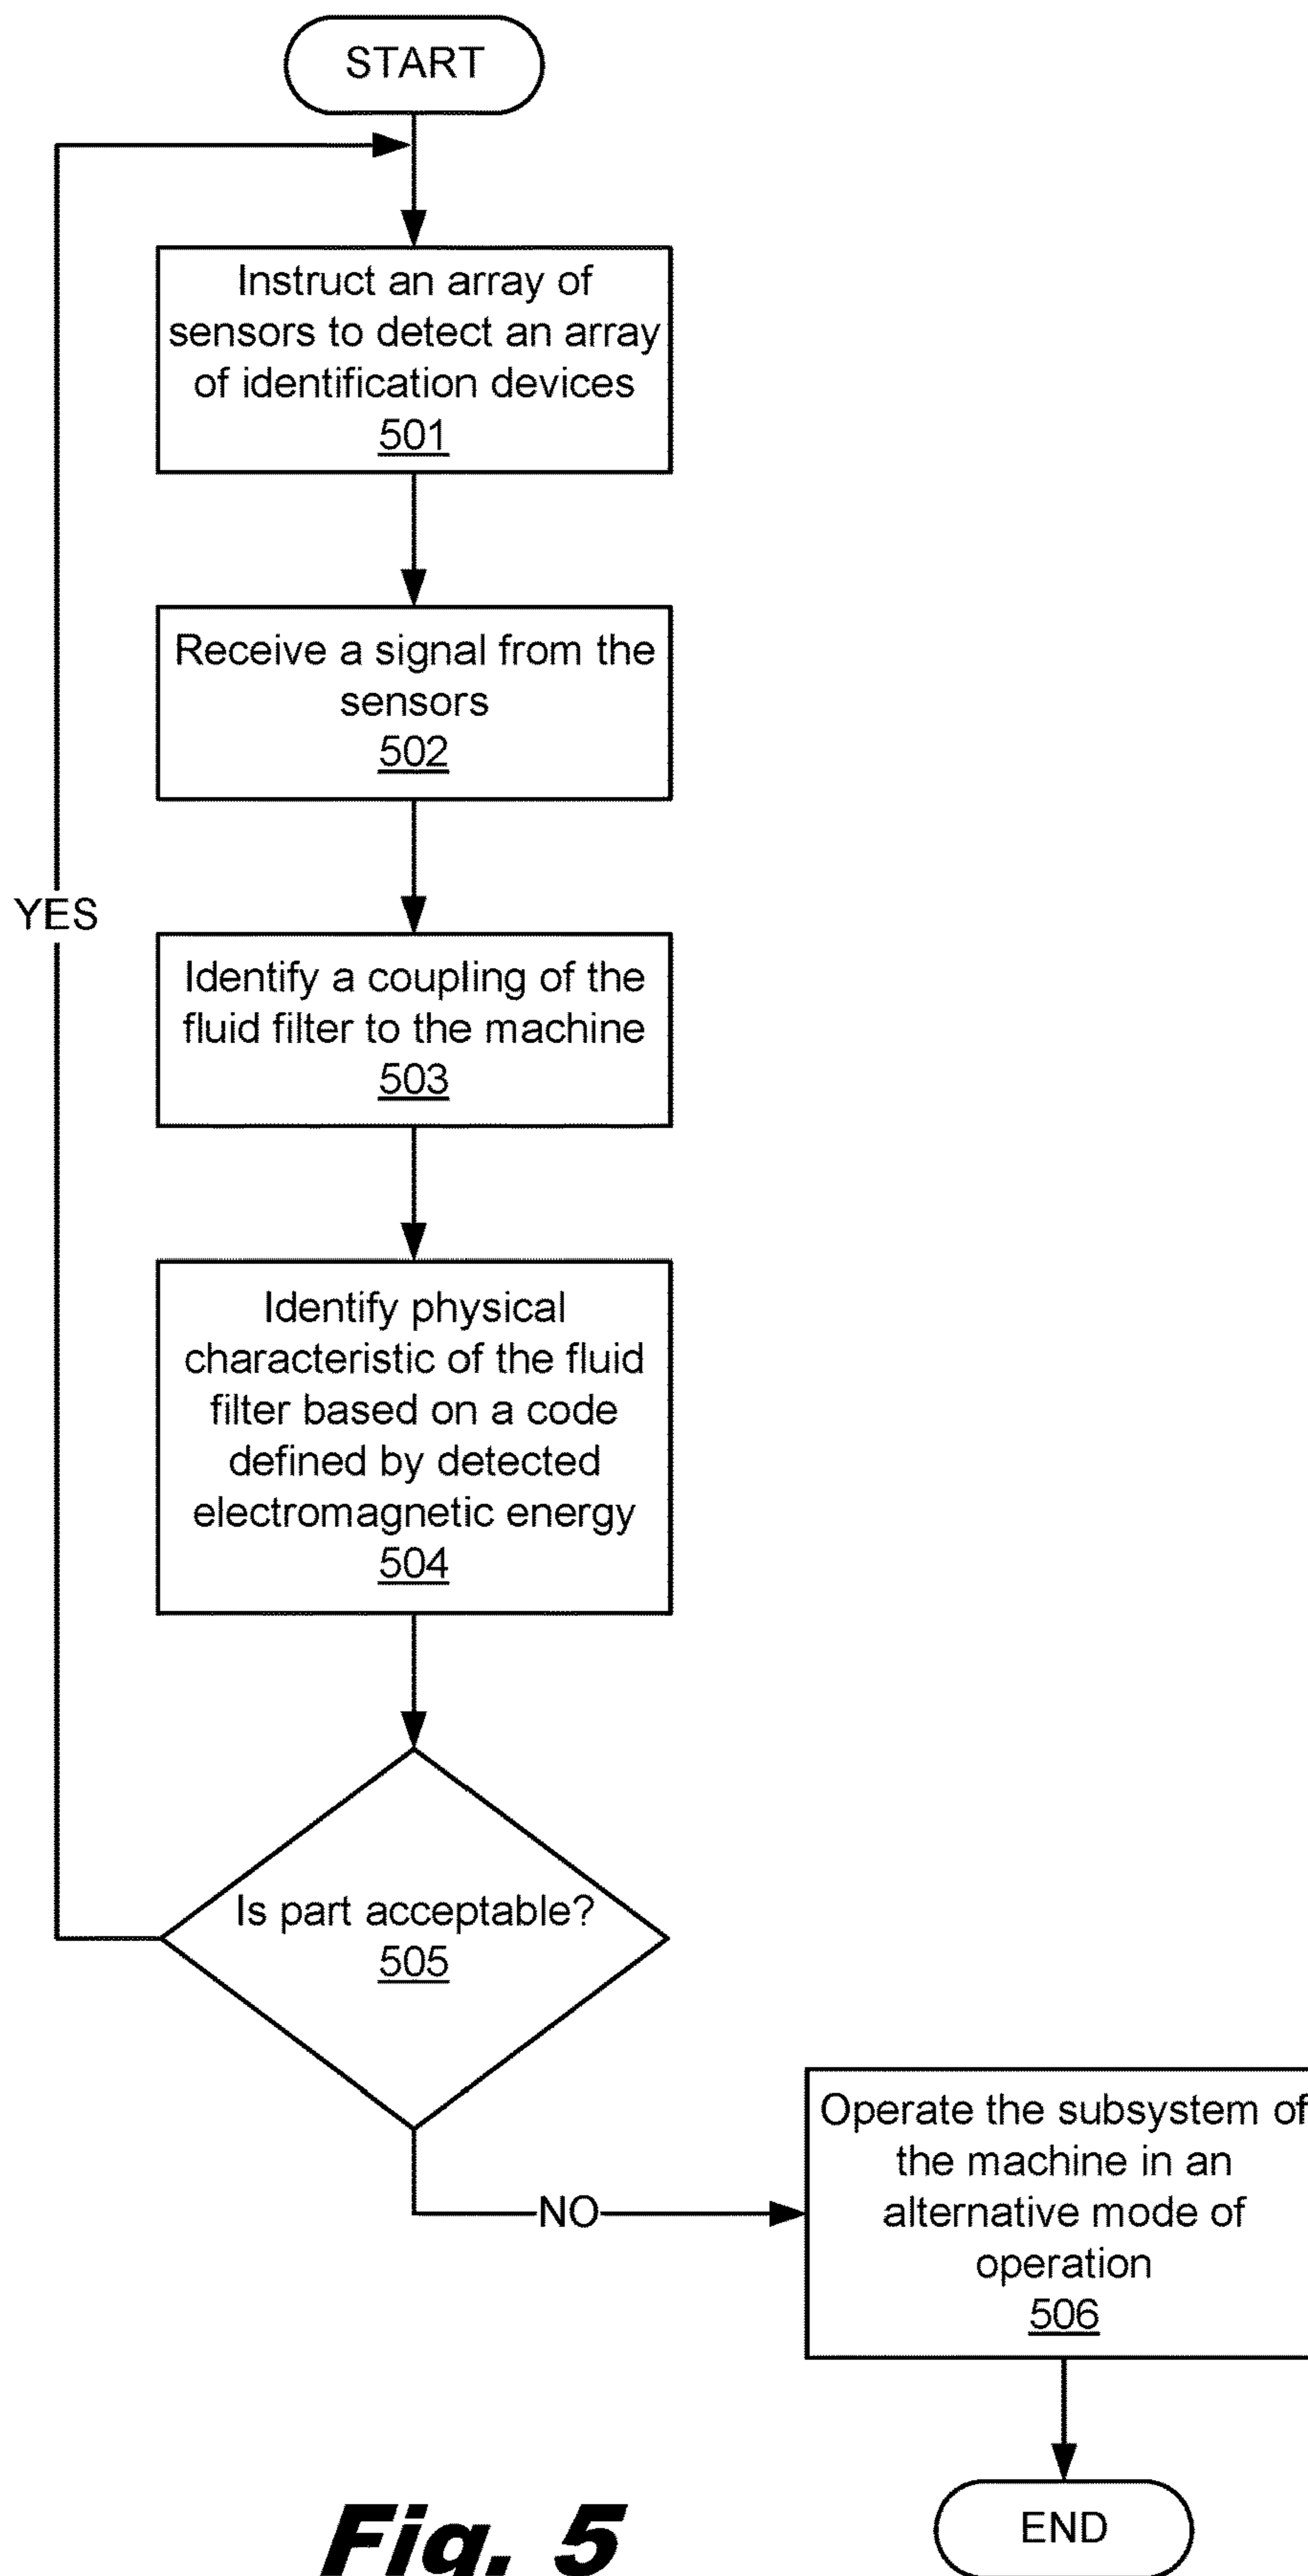 START
Instruct an array of
sensors to detect an array
of identification devices
501
Receive a signal from the
sensors
502
YES
Identify a coupling of the
fluid filter to the machine
503
Identify physical
characteristic of the fluid
filter based on a code
defined by detected
electromagnetic energy
504
Is part acceptable?
505
NO
Operate the subsystem of
the machine in an
alternative mode of
operation
506
END
Fig. 5